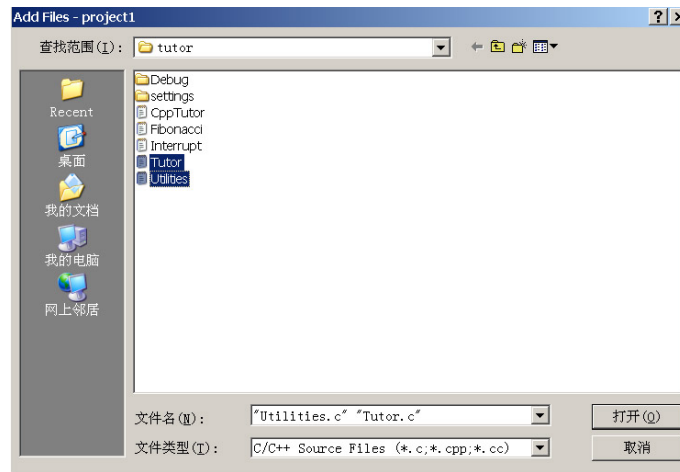 Add Files - project1
查找范围(I): tutor
Recent
桌面
我的文档
我的电脑
网上邻居
Debug
settings
CppTutor
Fibonacci
Interrupt
Tutor
Utilities
文件名(N): "Utilities.c" "Tutor.c" 打开(O)
文件类型(T): C/C++ Source Files (*.c;*.cpp;*.cc) 取消